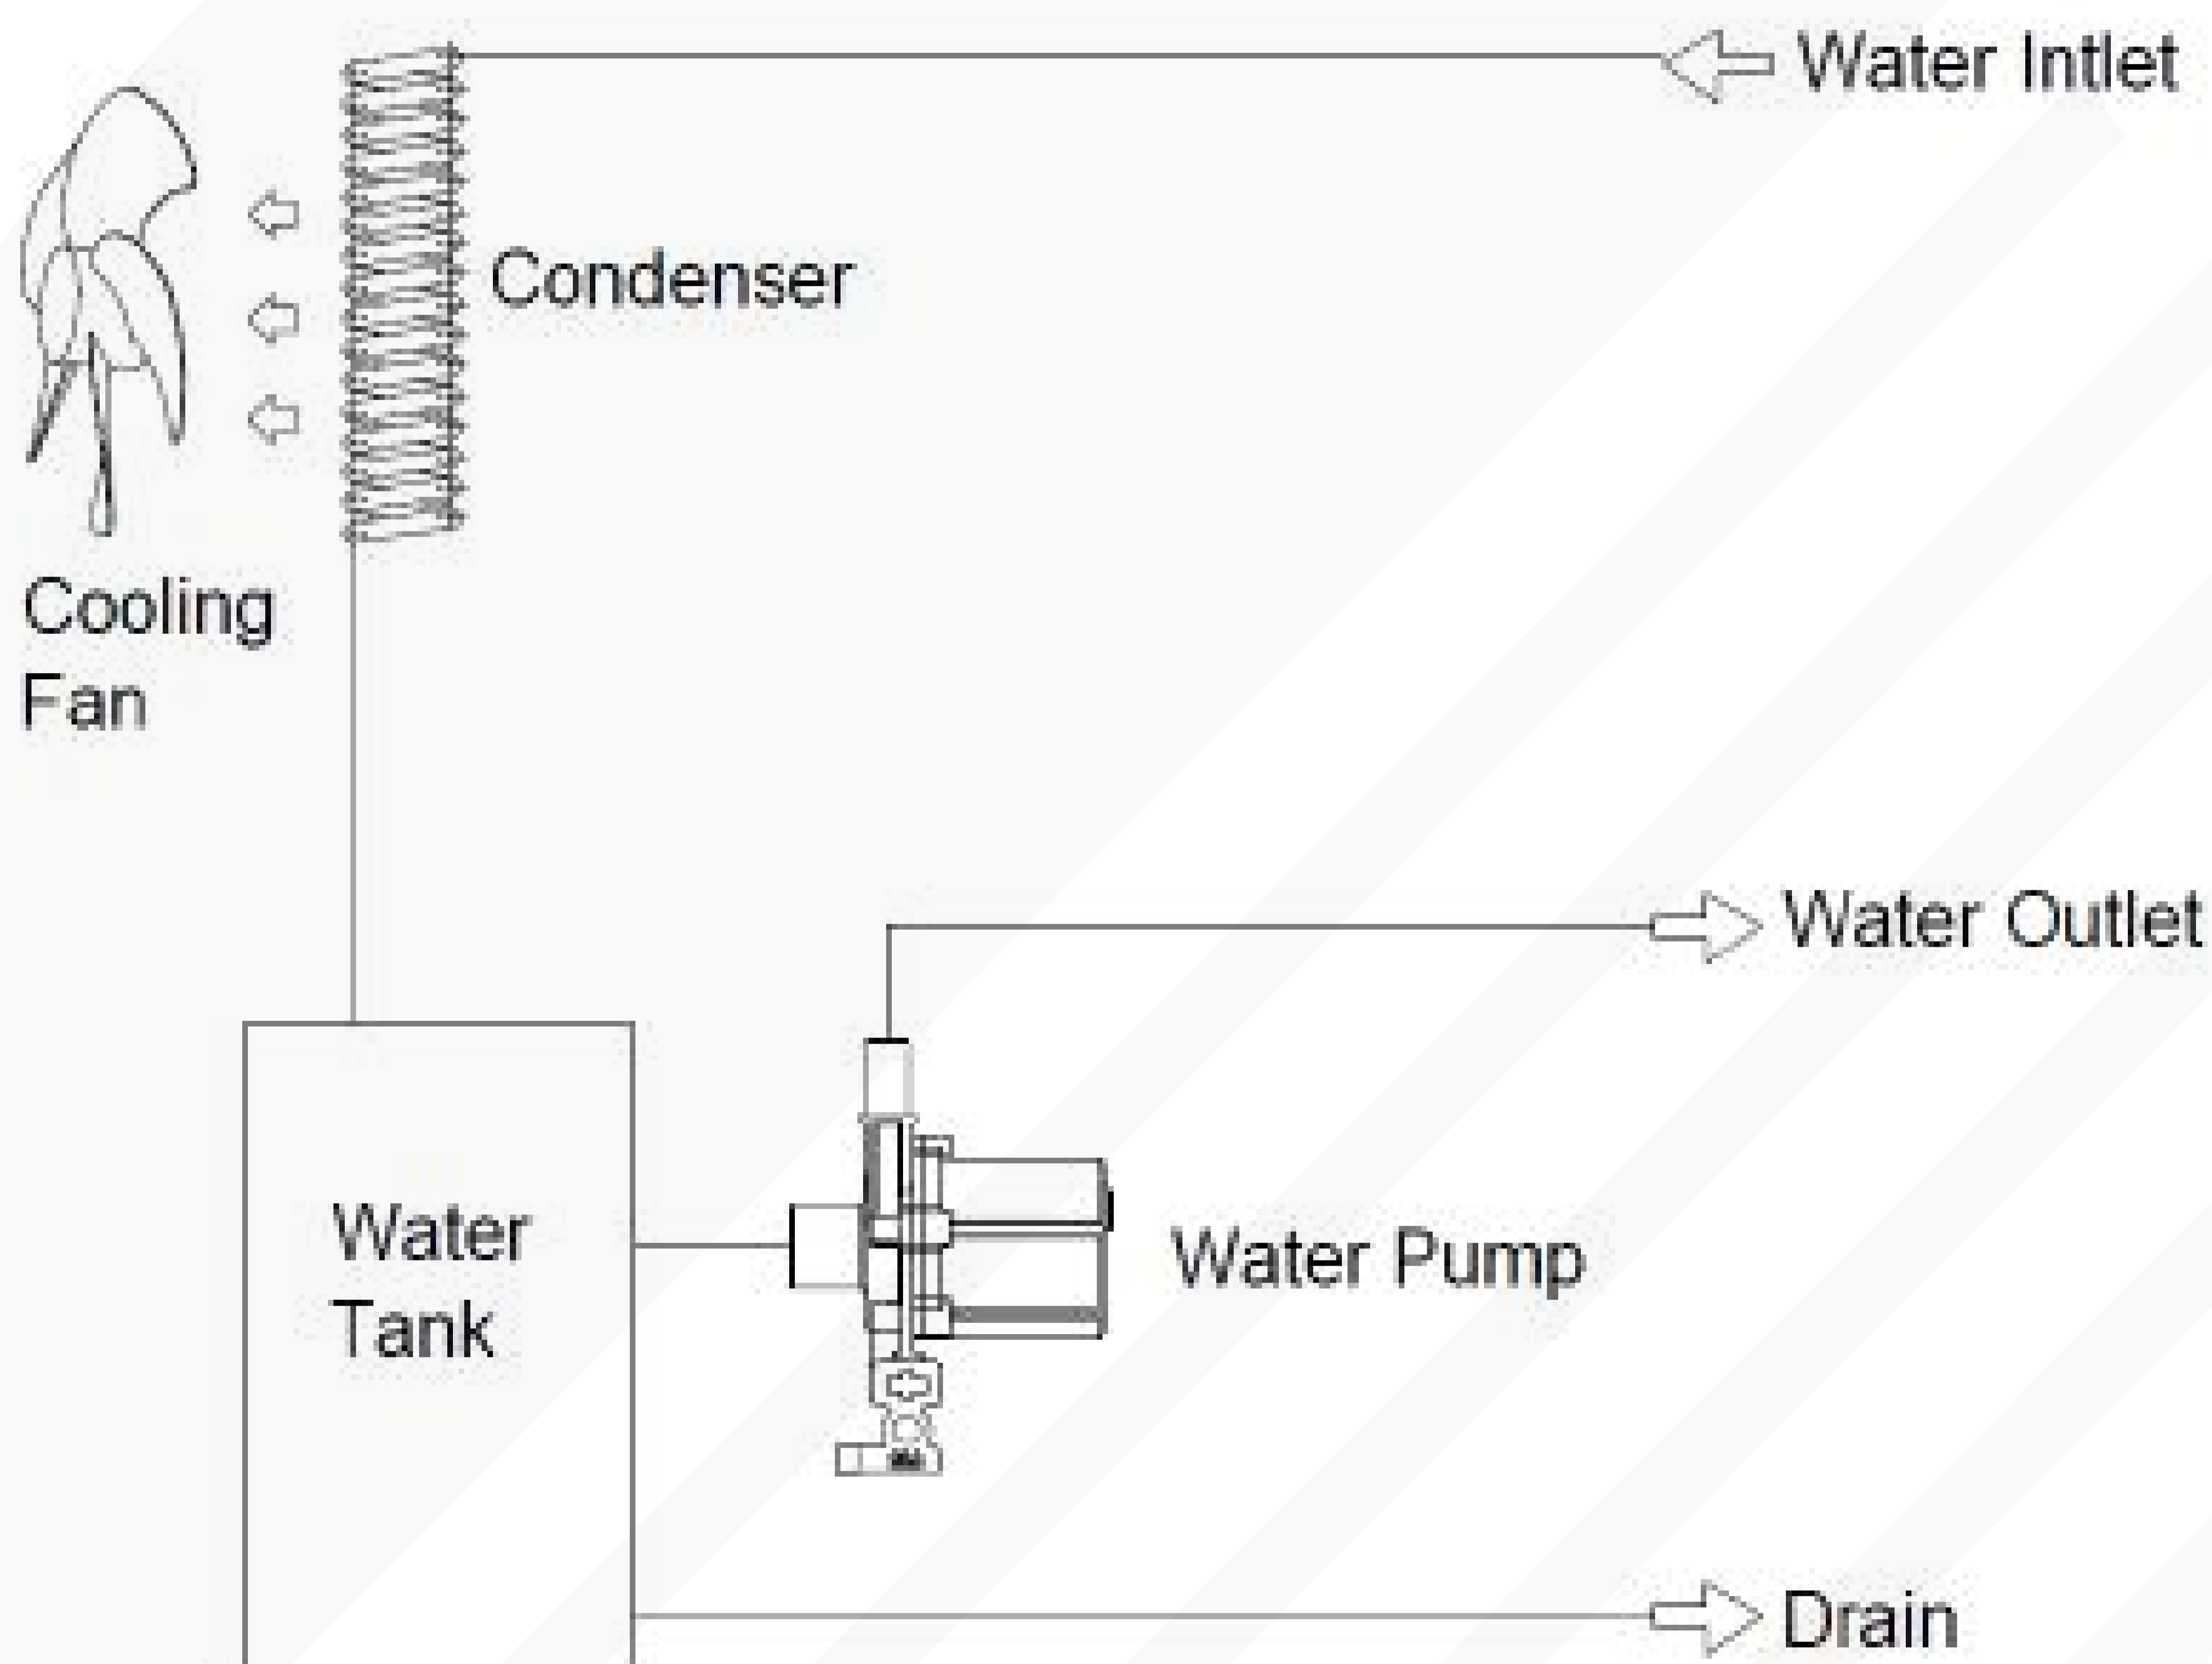 Water Intlet
Condenser
Cooling
Fan
Water Outlet
Water
Tank
Water Pump
Drain